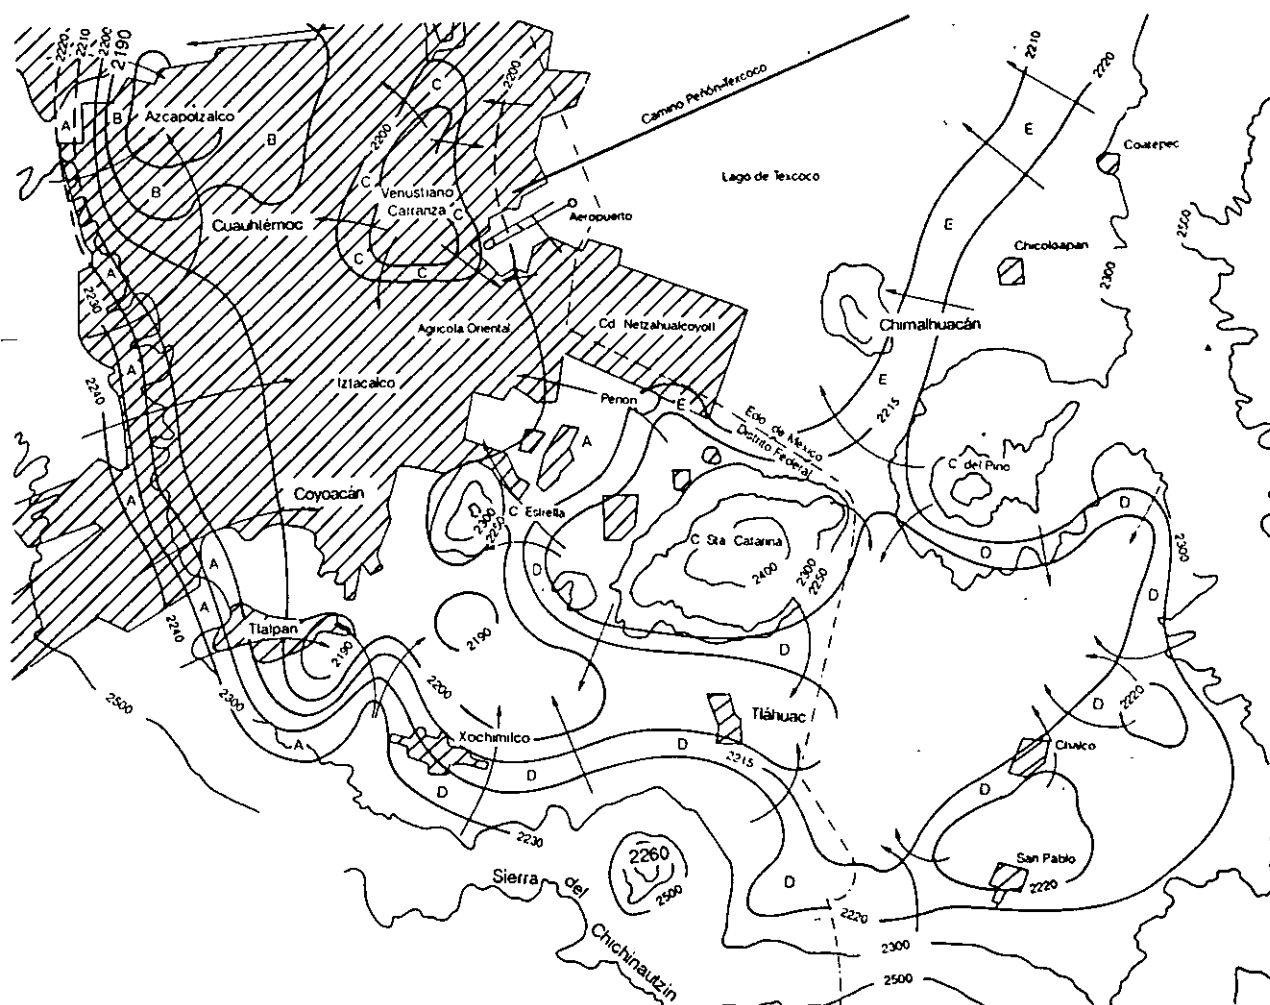 2220
2210
2200
2190
2210
2220
C
2200
Camino Peñón-Texcoco
A
B
Azcapotzalco
B
2200
E
Coatepec
C
Venustiano
Carranza
C
Lago de Texcoco
B
Cuauhtémoc
Aeropuerto
E
2500
Chicoloapan
C
C
A
2300
2230
Agrícola Oriental
Cd. Netzahualcoyotl
Chimalhuacán
A
Iztacalco
2240
Penon
E
E
2215
Edo. de Mexico
Distrito Federal
A
C del Pino
Coyoacán
A
D
C Estrella
2300
2250
C Sta Catarina
2400
2300
2250
D
D
2300
A
A
D
D
Tlalpan
2190
2190
2240
D
2500
2300
2200
D
2220
Tláhuac
A
Xochimilco
D
2215
Chalco
D
D
D
2230
2260
2500
San Pablo
2220
Sierra del
Chichinautzin
D
2220
2300
2500